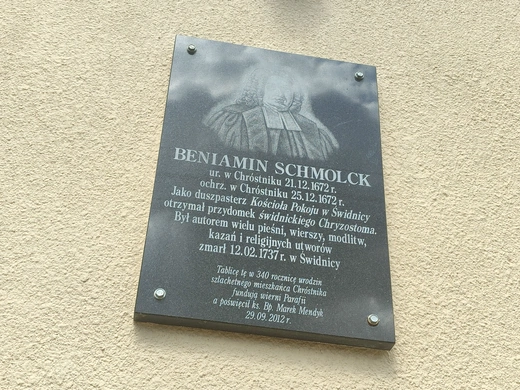 BENIAMIN SCHMOLCK
ur. w Chróstniku 21.12.1672 r.
ochrz. w Chróstniku 25.12.1672 r.
Jako duszpasterz Kościoła Pokoju w Świdnicy
otrzymał przydomek świdnickiego Chryzostoma.
Był autorem wielu pieśni, wierszy, modlitw,
kazań i religijnych utworów
zmarł 12.02.1737 r. w Świdnicy
Tablicę tę w 340 rocznicę urodzin
szlachetnego mieszkańca Chróstnika
fundują wierni Parafii
a poświęcił ks. Bp. Marek Mendyk
29.09.2012 r.